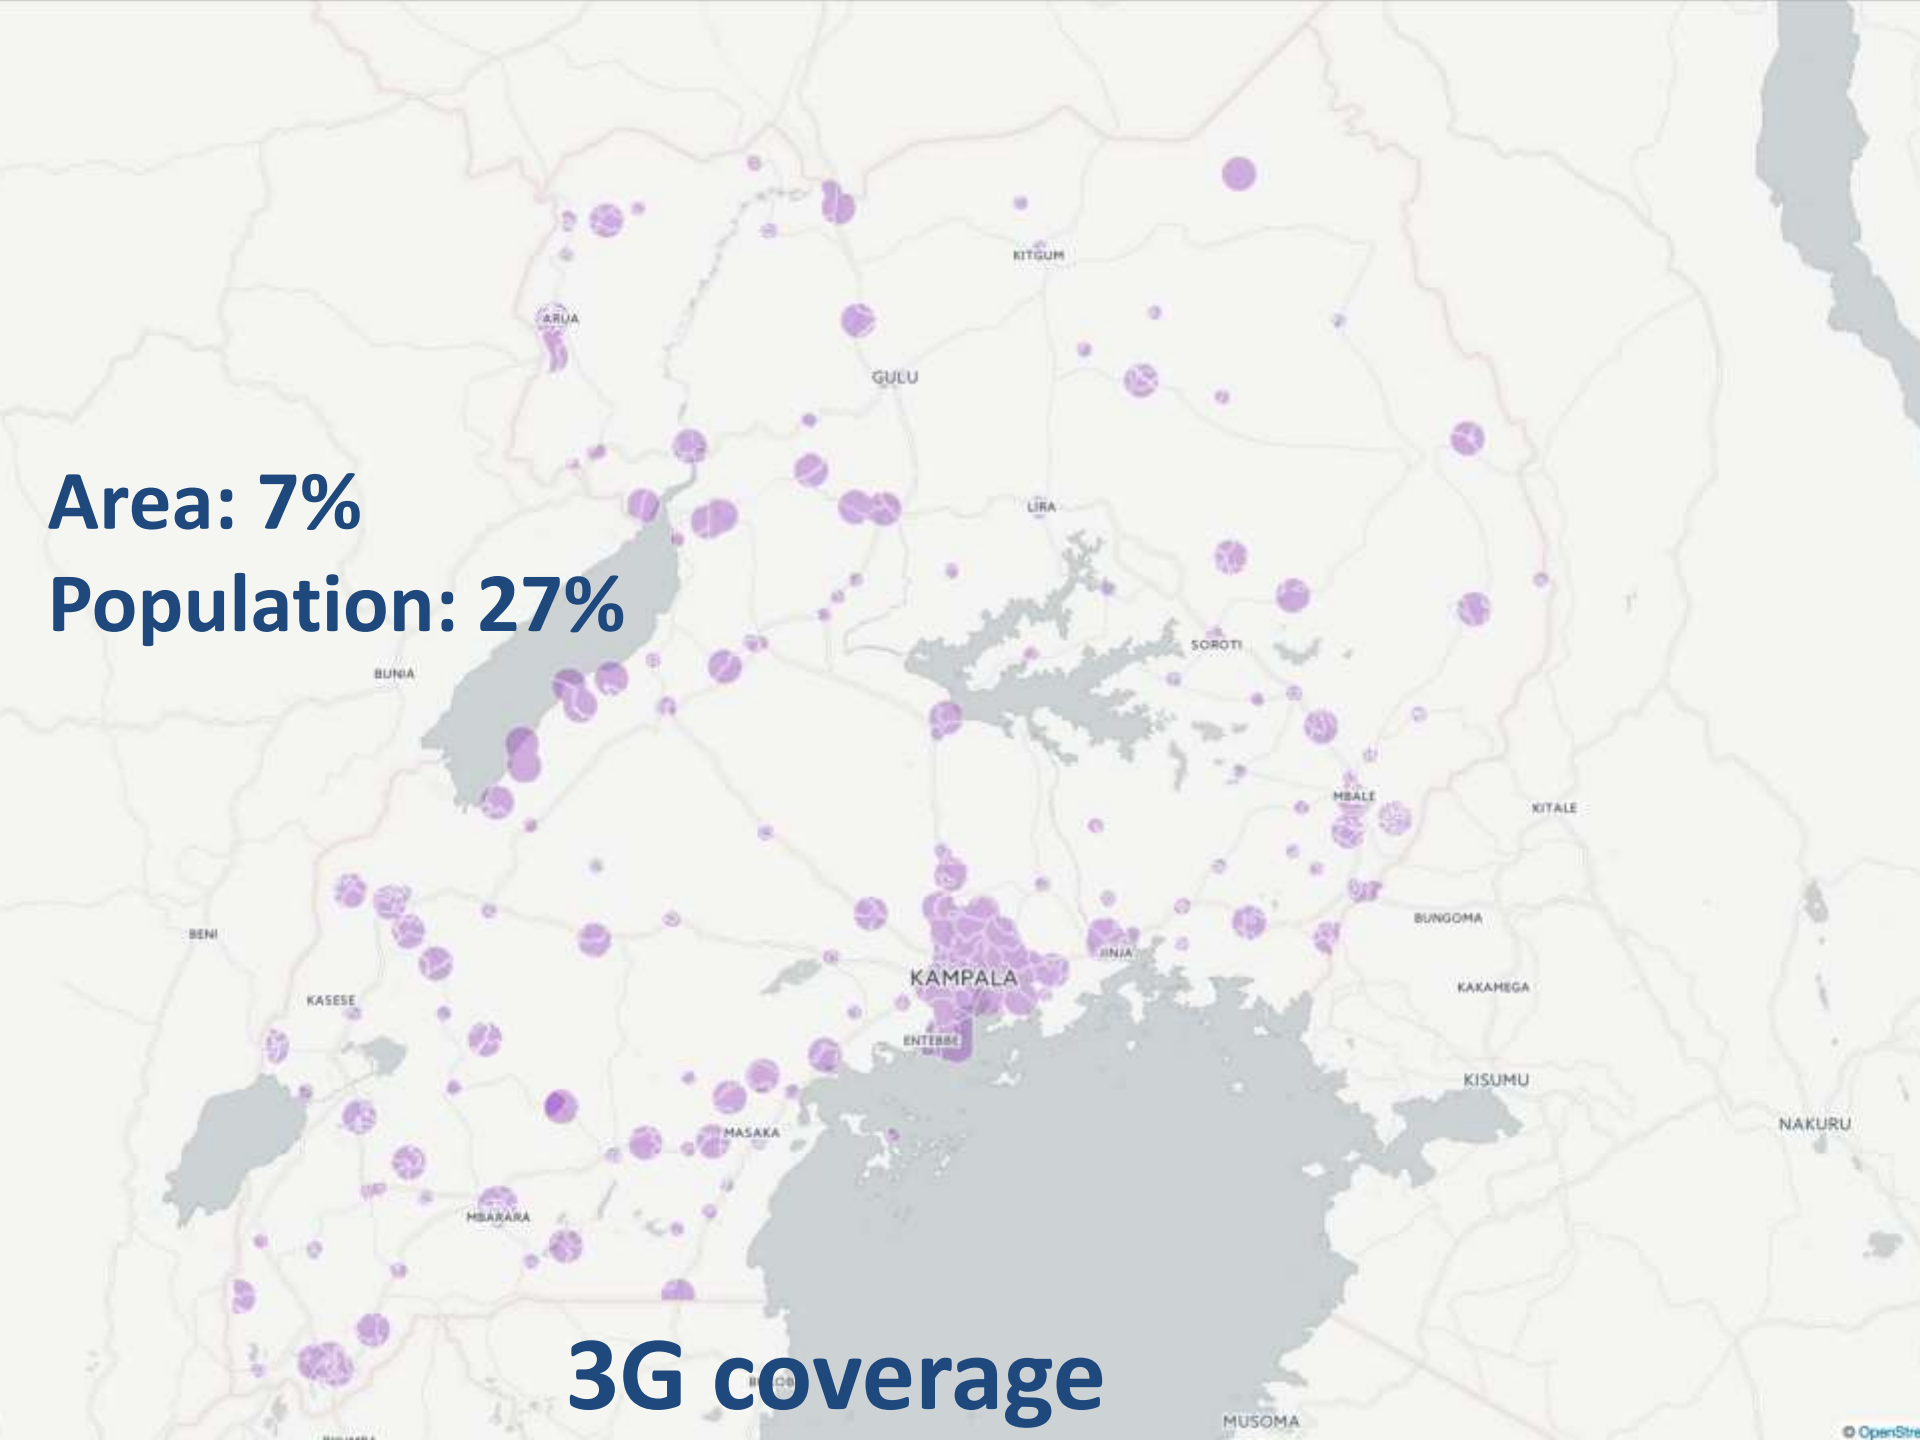 KITGUM
ARUA
GULU
Area: 7%
LIRA
Population: 27%
SOROTI
BUNIA
MBALE
KITALE
BUNGOMA
BENI
JINJA
KAMPALA
KAKAMEGA
KASESE
ENTEBBE
KISUMU
NAKURU
MASAKA
MBARARA
3G coverage
MUSOMA
© OpenStre